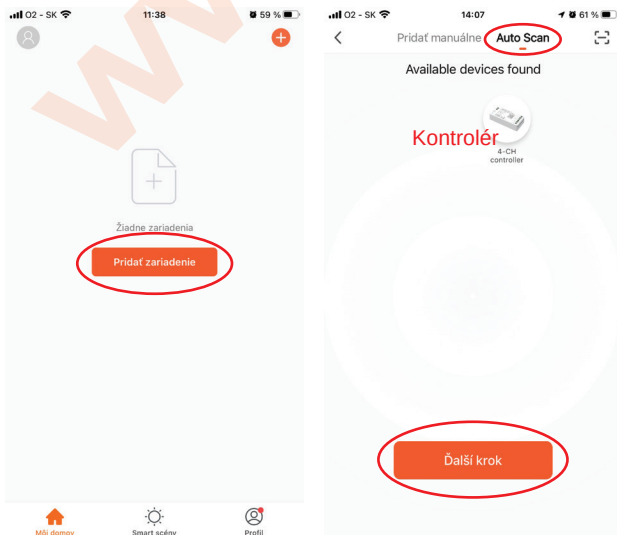 O2 - SK 11:38 59 %
Žiadne zariadenia
Pridať zariadenie
Môj domov Smart scény Profil
O2 - SK 14:07 61 %
Pridať manuálne Auto Scan
Available devices found
Kontrolér
4-CH
controller
Ďalší krok